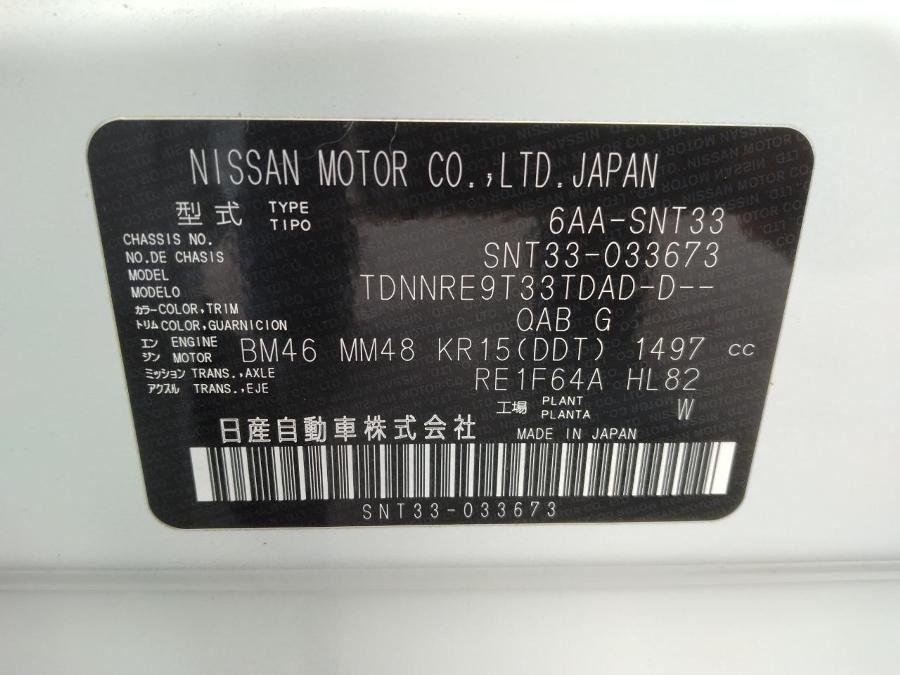 NISSAN MOTOR CO.,LTD.JAPAN
型式 TYPE TIPO 6AA-SNT33
CHASSIS NO. NO.DE CHASIS SNT33-033673
MODEL MODELO TDNNRE9T33TDAD-D--
カラー COLOR,TRIM
トリム COLOR,GUARNICION QAB G
エンジン ENGINE MOTOR BM46 MM48 KR15(DDT) 1497 cc
ミッション TRANS.,AXLE
アクスル TRANS.,EJE RE1F64A HL82
工場 PLANT PLANTA W
日産自動車株式会社 MADE IN JAPAN
SNT33-033673